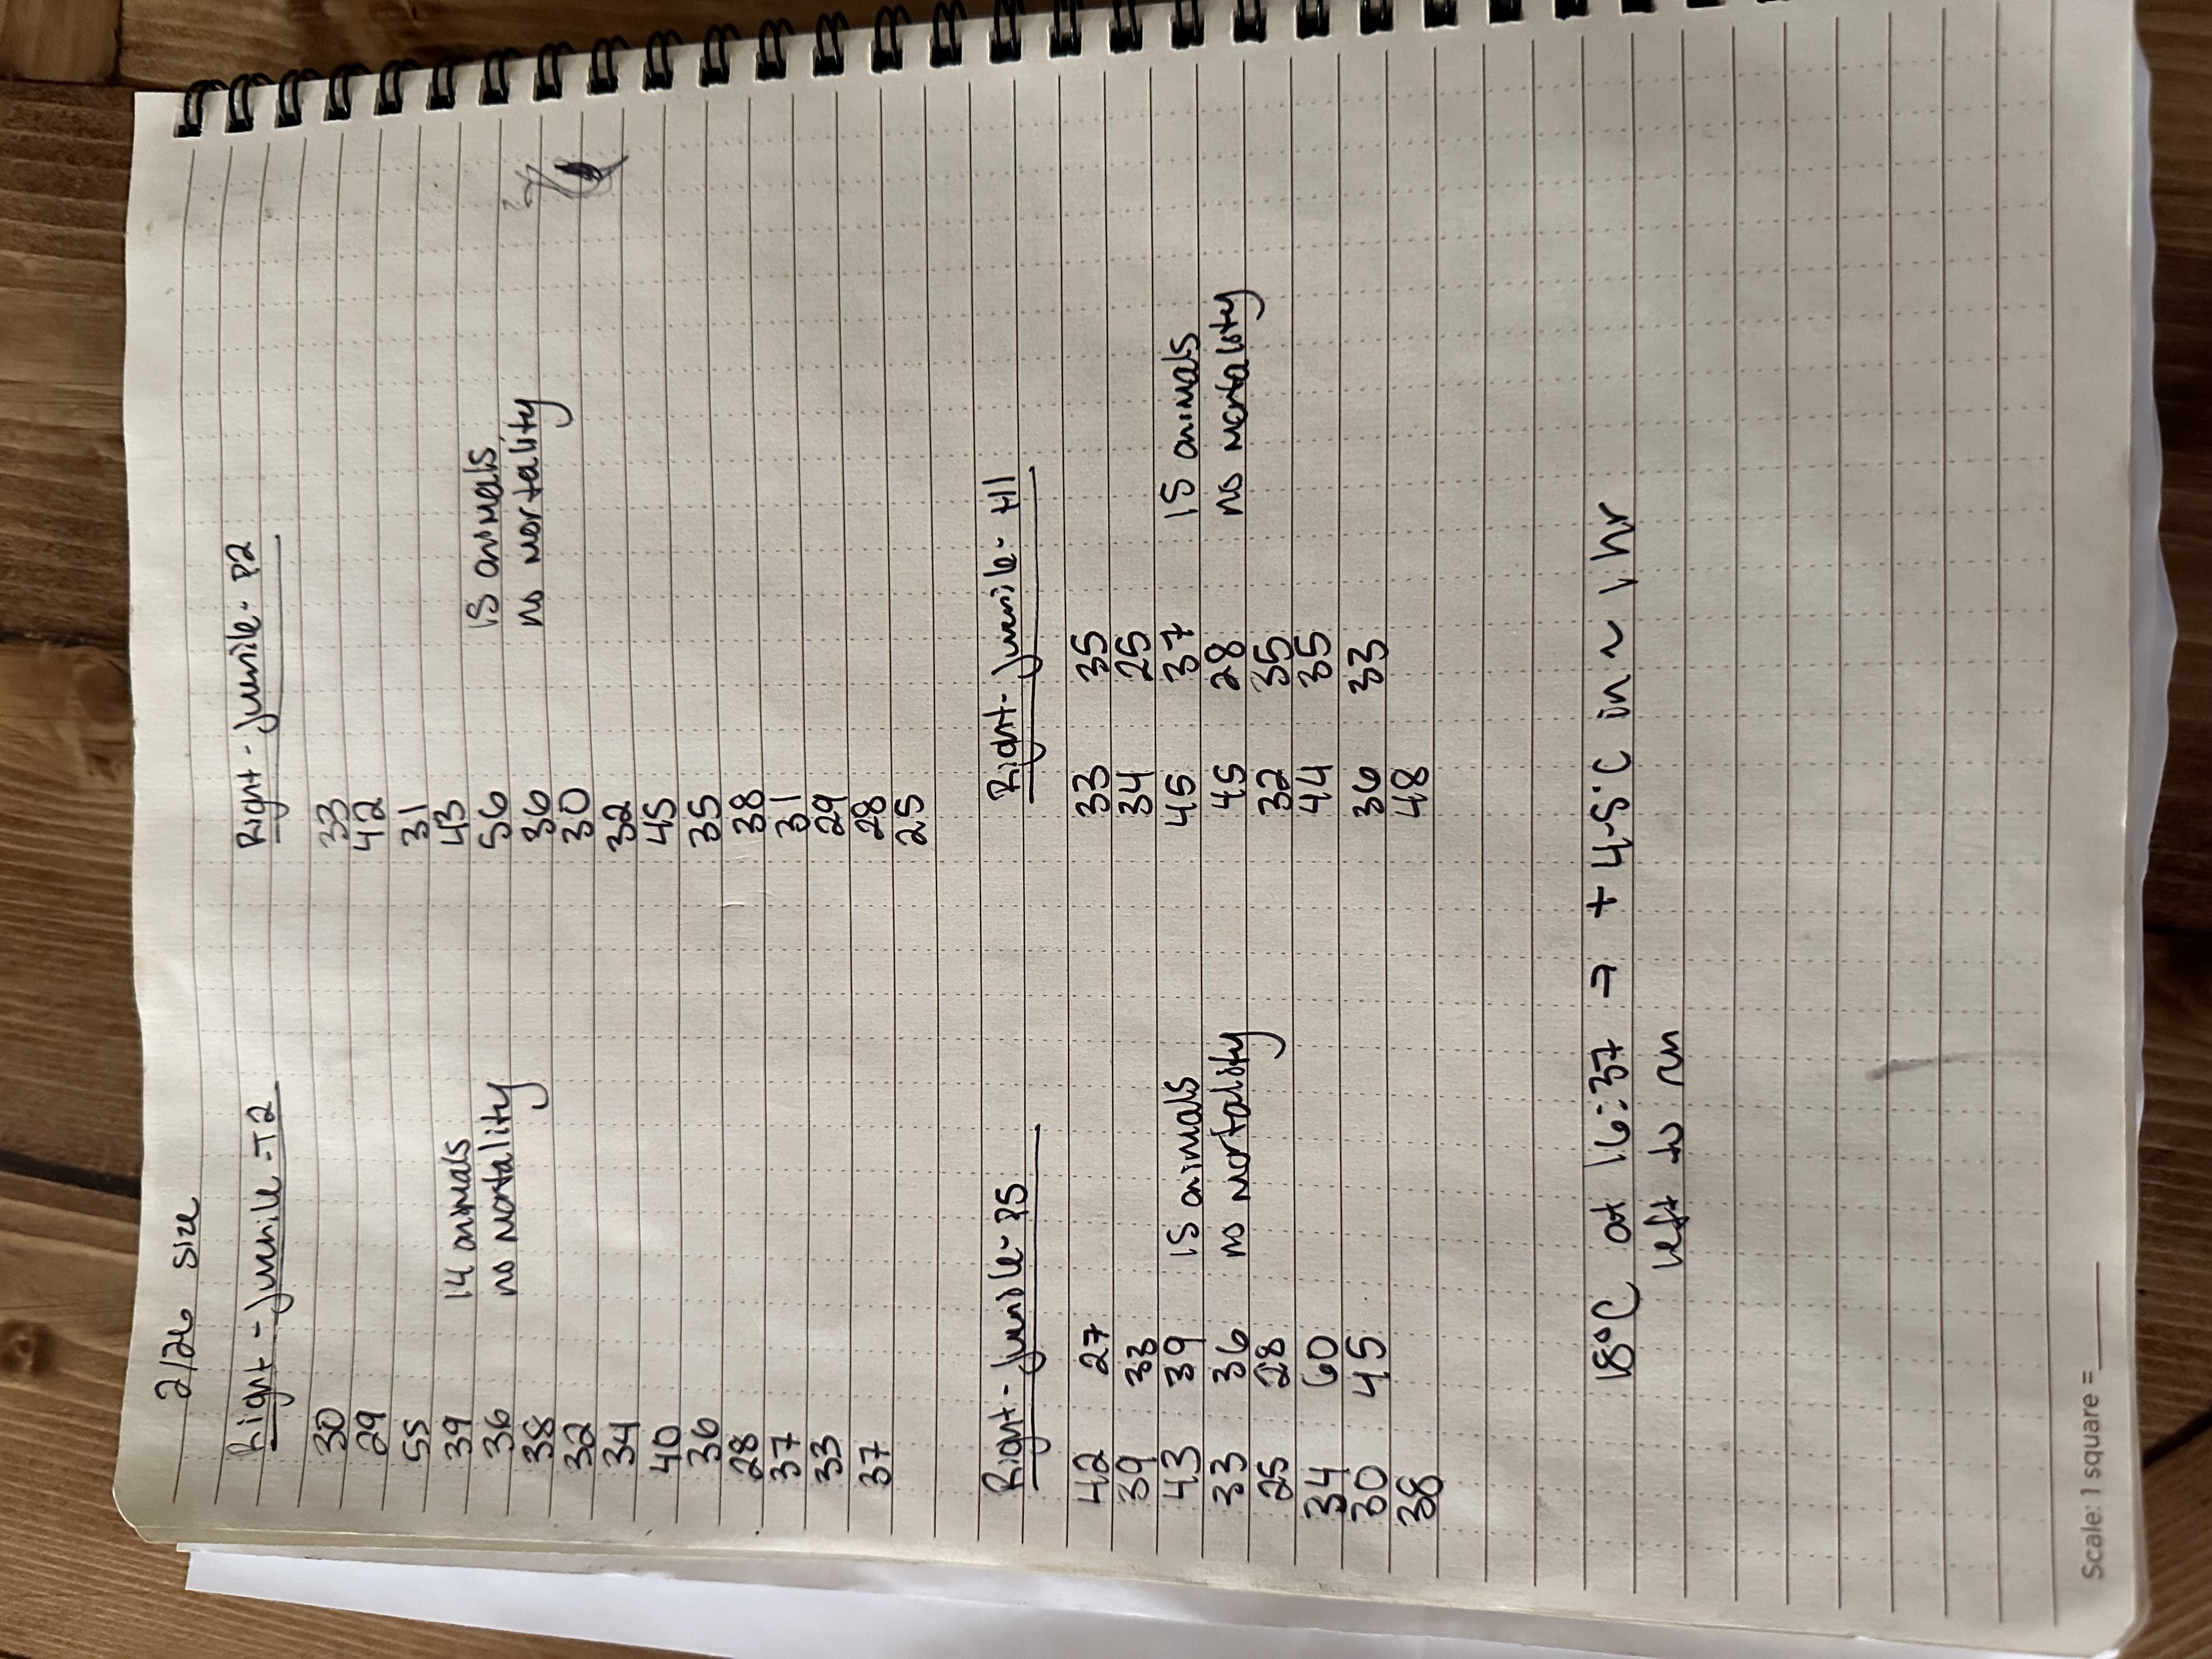 2/26 size
Right-Juvenile-T2
30
29
55
39
36
38
32
34
40
36
28
37
33
37
14 animals
no mortality
Right-Juvenile-P2
33
42
31
43
56
36
30
32
45
35
38
31
29
28
25
15 animals
no mortality
Right-Juvenile-P5
42 27
39 33
43 39
33 36
25 28
34 60
30 45
38
15 animals
no mortality
Right-Juvenile-H1
33 35
34 25
45 37
45 28
32 35
44 35
36 33
48
15 animals
no mortality
18°C at 16:37 → +4-5°C in ~ 1 hr
left to run
Scale: 1 square =